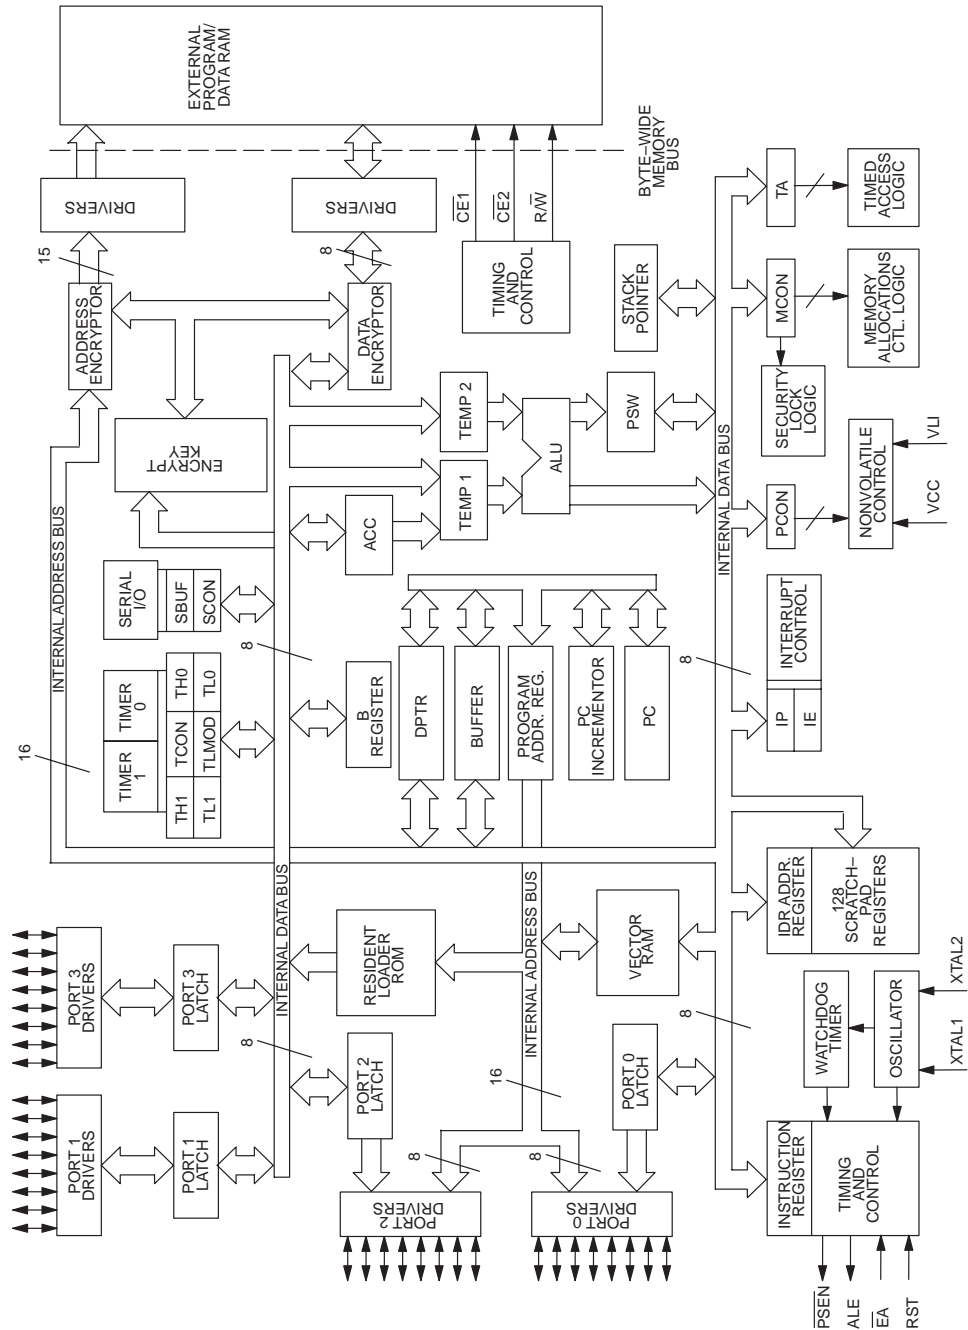 EXTERNAL
PROGRAM/
DATA RAM
BYTE–WIDE
MEMORY
BUS
DRIVERS
DRIVERS
CE1
CE2
R/W
TIMING
AND
CONTROL
15
8
ADDRESS
ENCRYPTOR
DATA
ENCRYPTOR
ENCRYPT
KEY
STACK
POINTER
TA
TIMED
ACCESS
LOGIC
MCON
MEMORY
ALLOCATIONS
CTL. LOGIC
SECURITY
LOCK
LOGIC
TEMP 2
TEMP 1
ALU
PSW
ACC
PCON
NONVOLATILE
CONTROL
VLI
VCC
INTERNAL ADDRESS BUS
INTERNAL DATA BUS
SERIAL
I/O
SBUF
SCON
8
TIMER
0
TIMER
1
TH0
TL0
TCON
TLMOD
TH1
TL1
16
B
REGISTER
DPTR
BUFFER
PROGRAM
ADDR. REG.
PC
INCREMENTOR
PC
8
INTERRUPT
CONTROL
IP
IE
IDR ADDR.
REGISTER
128
SCRATCH–
PAD
REGISTERS
INTERNAL DATA BUS
INTERNAL ADDRESS BUS
RESIDENT
LOADER
ROM
VECTOR
RAM
PORT 3
DRIVERS
PORT 3
LATCH
PORT 1
DRIVERS
PORT 1
LATCH
8
PORT 2
LATCH
16
PORT 0
LATCH
8
8
8
PORT 2
DRIVERS
PORT 0
DRIVERS
WATCHDOG
TIMER
OSCILLATOR
XTAL2
XTAL1
INSTRUCTION
REGISTER
TIMING
AND
CONTROL
PSEN
ALE
EA
RST